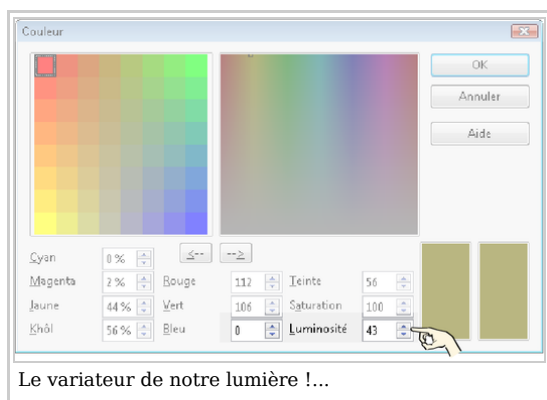 Couleur
OK
Annuler
Aide
<-- -->
Cyan 0 %
Magenta 2 % Rouge 112 Teinte 56
Jaune 44 % Vert 106 Saturation 100
Khôl 56 % Bleu 0 Luminosité 43
Le variateur de notre lumière !...